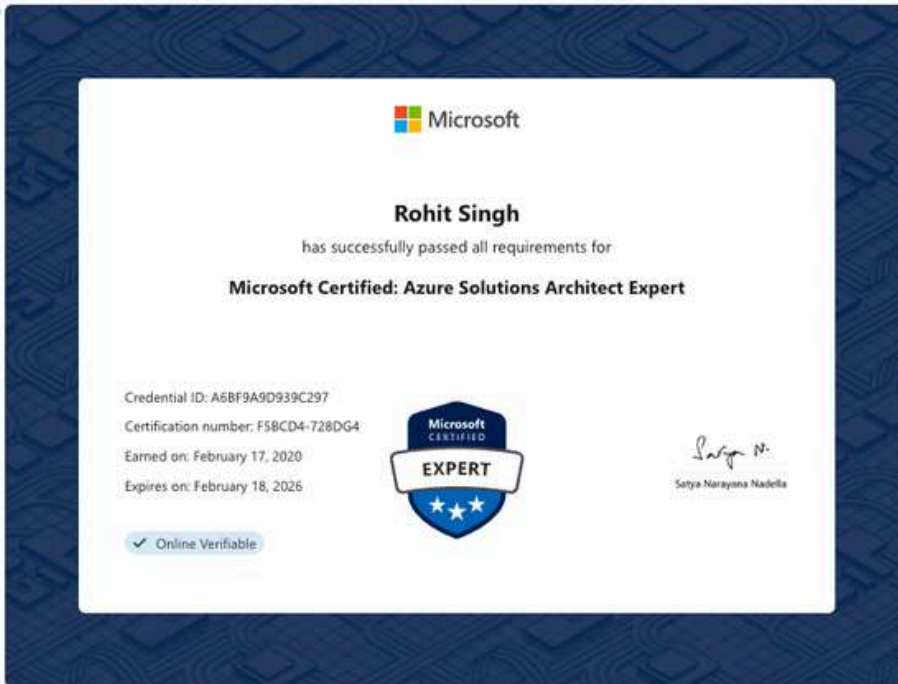 Microsoft
Rohit Singh
has successfully passed all requirements for
Microsoft Certified: Azure Solutions Architect Expert
Credential ID: A6BF9A9D939C297
Certification number: F5BCD4-728DG4
Earned on: February 17, 2020
Expires on: February 18, 2026
Online Verifiable
Microsoft
CERTIFIED
EXPERT
Satya N.
Satya Narayana Nadella